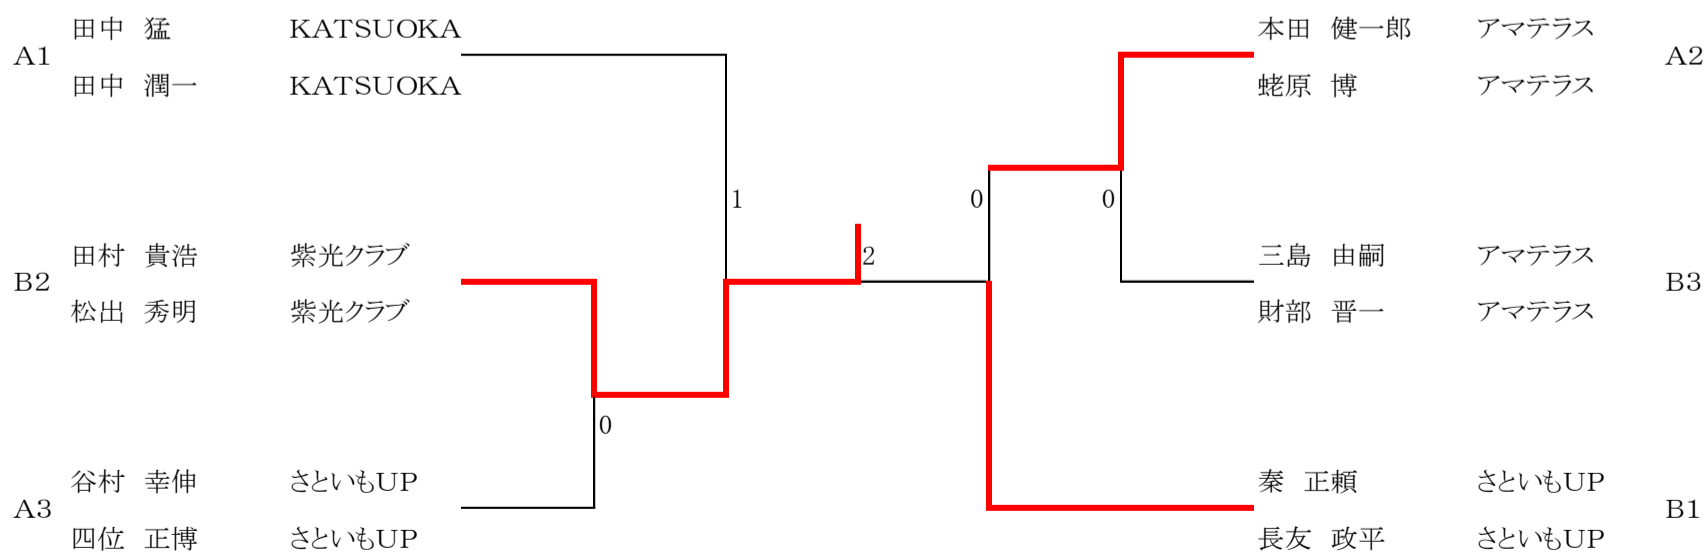 田中 猛 KATSUOKA
A1
田中 潤一 KATSUOKA
田村 貴浩 紫光クラブ
B2
松出 秀明 紫光クラブ
谷村 幸伸 さといもUP
A3
四位 正博 さといもUP
1
0
2
0
0
本田 健一郎 アマテラス
A2
蛯原 博 アマテラス
三島 由嗣 アマテラス
B3
財部 晋一 アマテラス
秦 正頼 さといもUP
B1
長友 政平 さといもUP